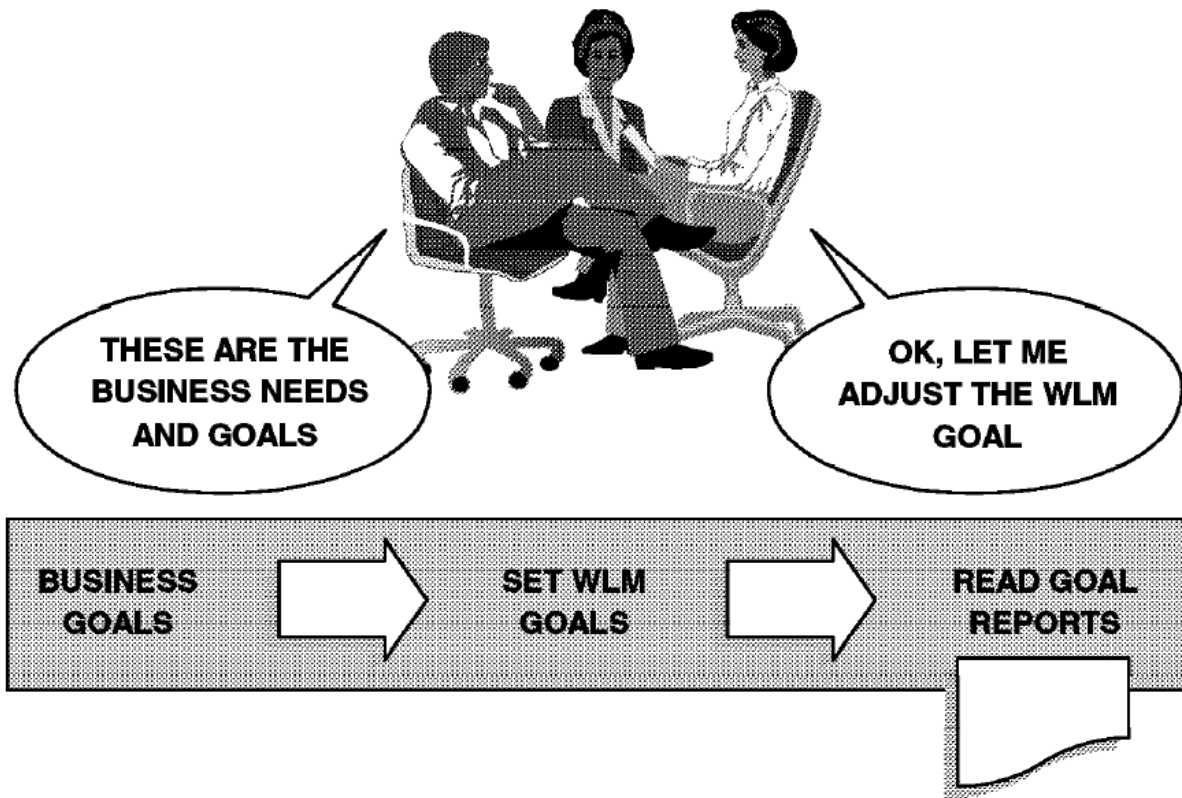 THESE ARE THE
BUSINESS NEEDS
AND GOALS
OK, LET ME
ADJUST THE WLM
GOAL
BUSINESS
GOALS
SET WLM
GOALS
READ GOAL
REPORTS